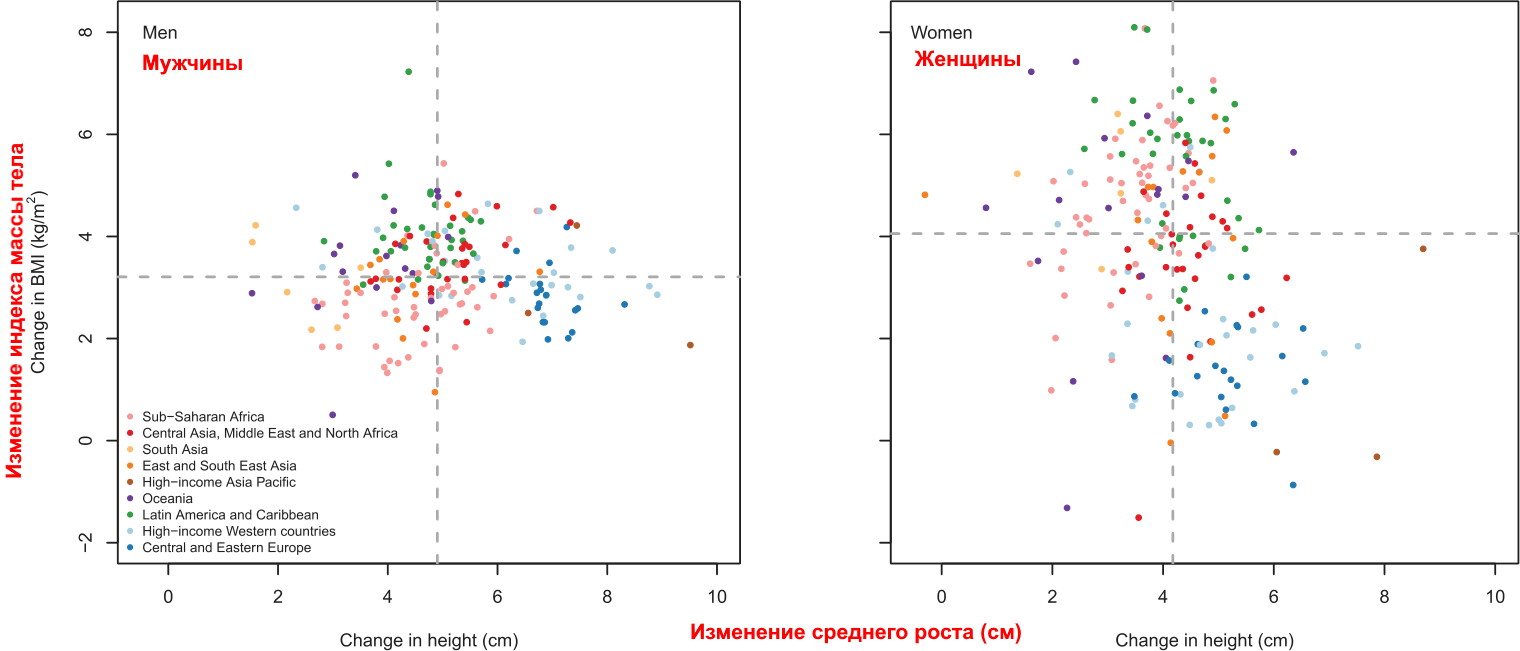 Men
Мужчины
Women
Женщины
Изменение индекса массы тела
Change in BMI (kg/m²)
8
6
4
2
0
−2
Sub−Saharan Africa
Central Asia, Middle East and North Africa
South Asia
East and South East Asia
High−income Asia Pacific
Oceania
Latin America and Caribbean
High−income Western countries
Central and Eastern Europe
0 2 4 6 8 10
0 2 4 6 8 10
Change in height (cm)
Изменение среднего роста (см)
Change in height (cm)